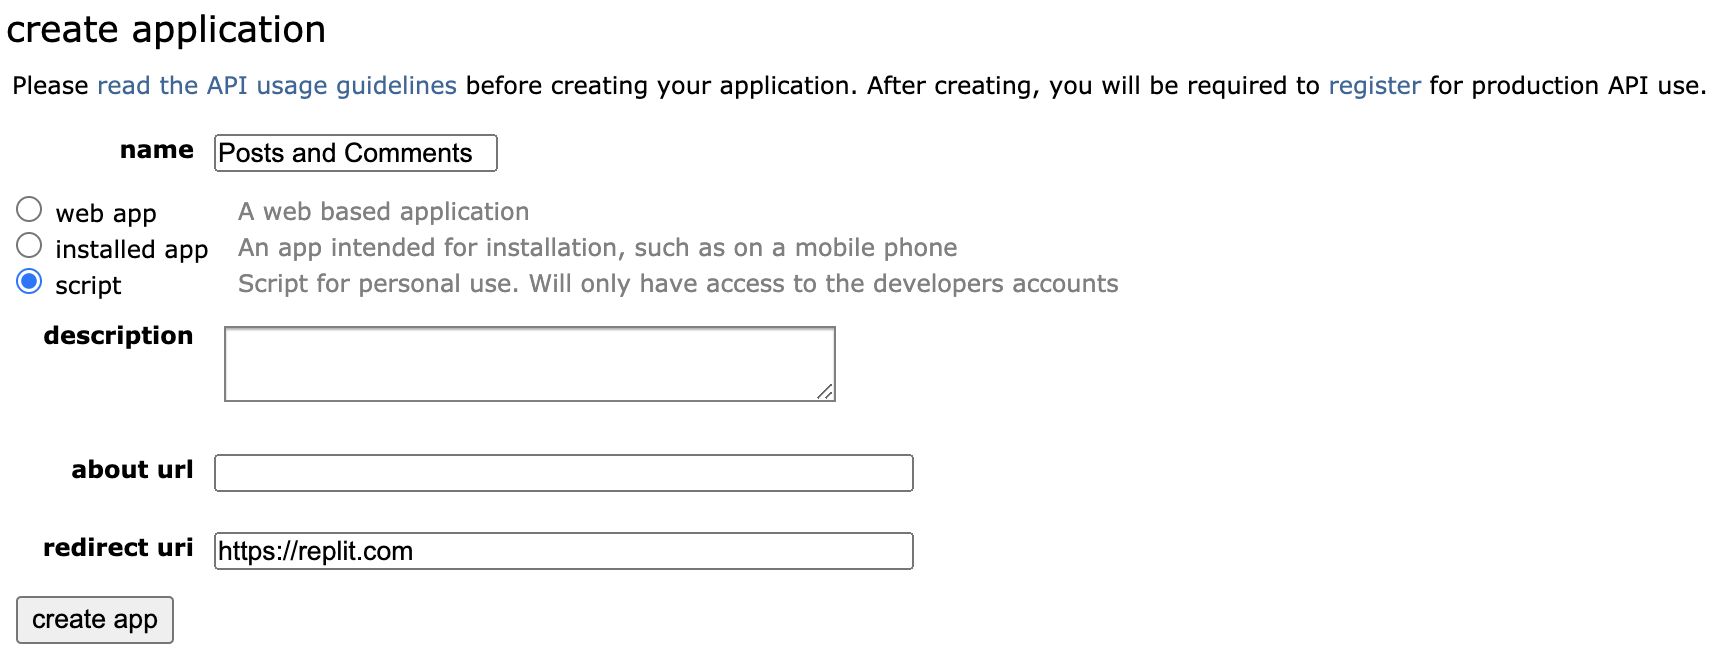 create application
Please read the API usage guidelines before creating your application. After creating, you will be required to register for production API use.
name Posts and Comments
web app A web based application
installed app An app intended for installation, such as on a mobile phone
script Script for personal use. Will only have access to the developers accounts
description
about url
redirect uri https://replit.com
create app